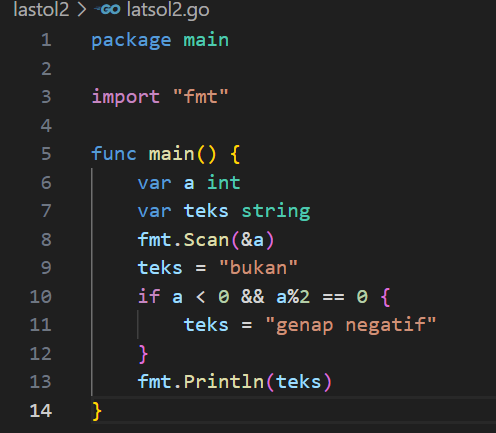 lastol2 > GO latsol2.go
1 package main
2
3 import "fmt"
4
5 func main() {
6     var a int
7     var teks string
8     fmt.Scan(&a)
9     teks = "bukan"
10     if a < 0 && a%2 == 0 {
11         teks = "genap negatif"
12     }
13     fmt.Println(teks)
14 }